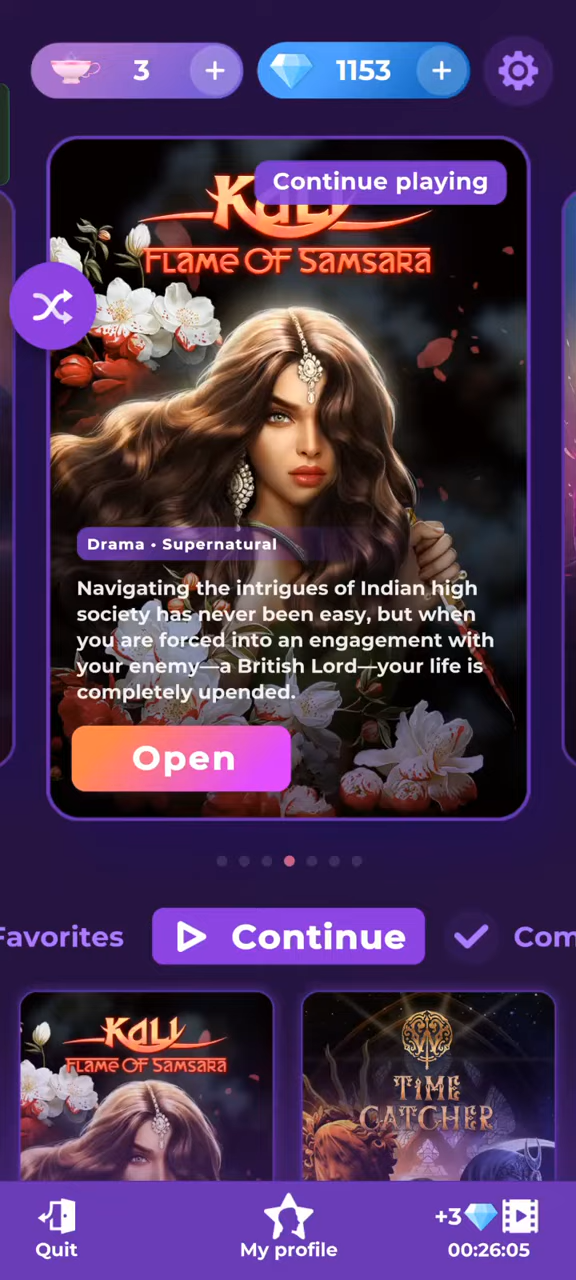 3
1153
Continue playing
KALI
FLAME OF SAMSARA
Drama • Supernatural
Navigating the intrigues of Indian high
society has never been easy, but when
you are forced into an engagement with
your enemy—a British Lord—your life is
completely upended.
Open
Favorites
Continue
Com
KALI
FLAME OF SAMSARA
TIME
CATCHER
Quit
My profile
+3
00:26:05